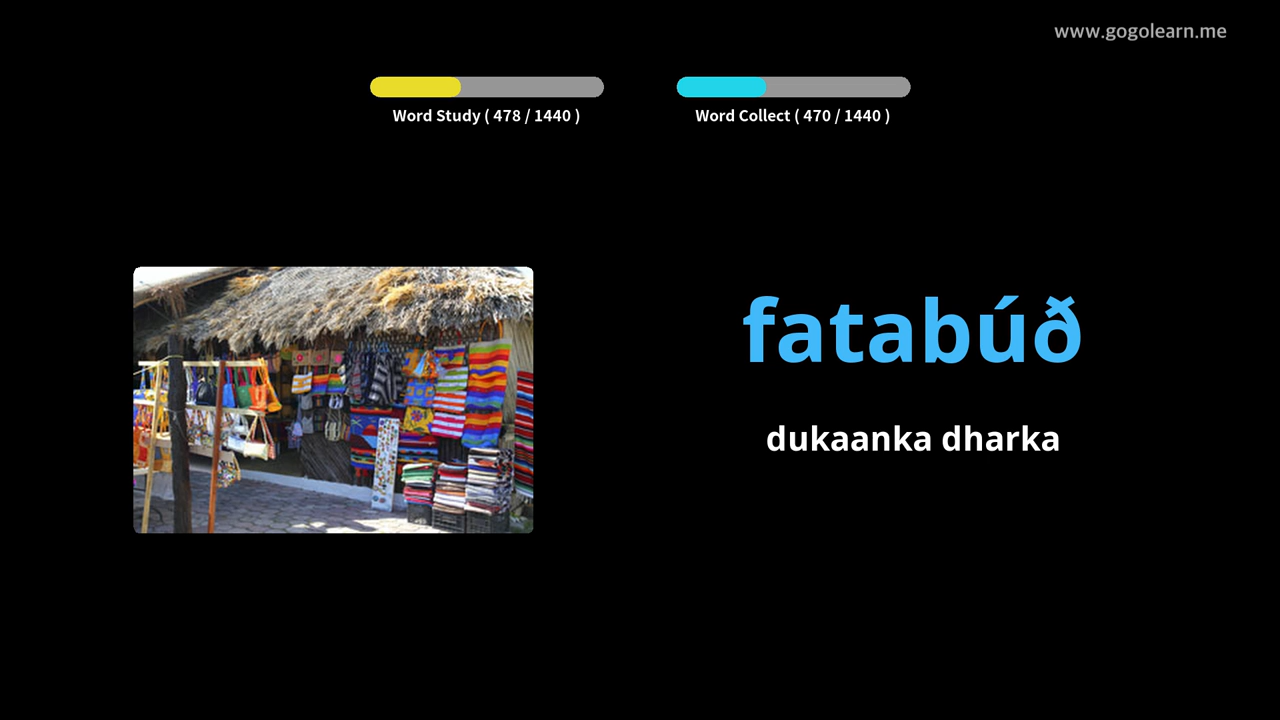 www.gogolearn.me
Word Study ( 478 / 1440 )
Word Collect ( 470 / 1440 )
fatabúð
dukaanka dharka